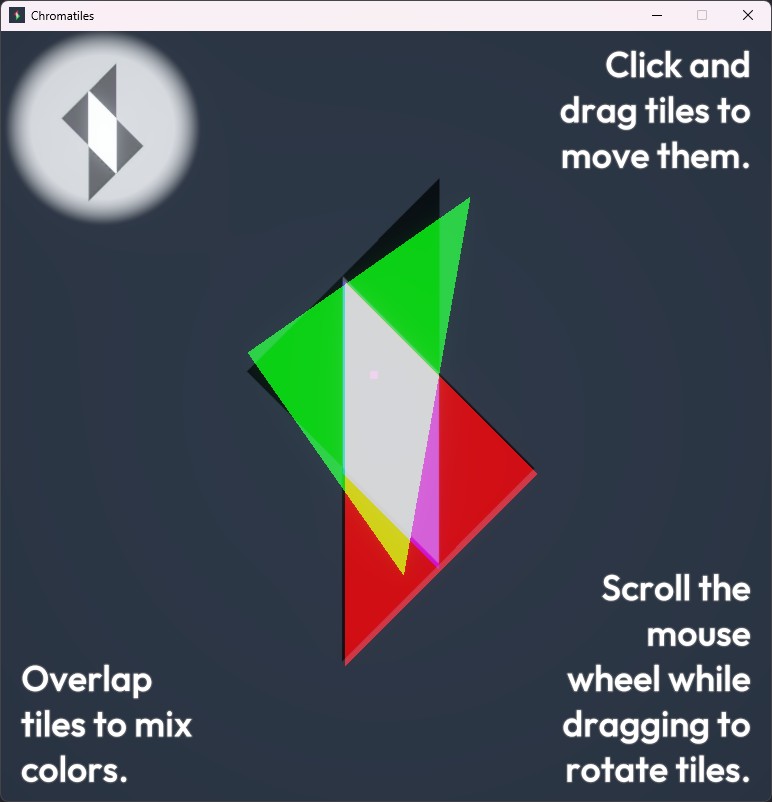 Chromatiles
Click and
drag tiles to
move them.
Overlap
tiles to mix
colors.
Scroll the
mouse
wheel while
dragging to
rotate tiles.